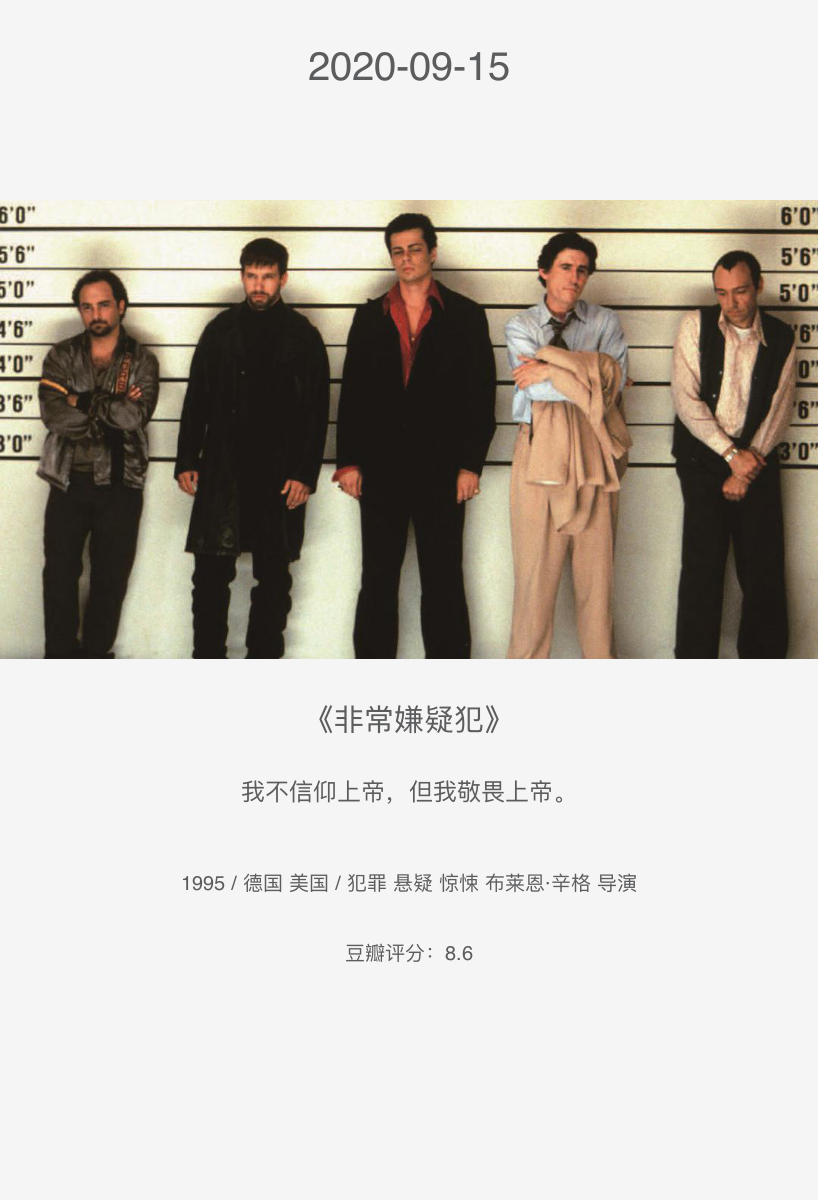 2020-09-15
6'0" 6'0"
5'6" 5'6"
5'0" 5'0"
4'6" '6"
4'0" 0"
3'6" '6"
3'0" 3'0"
《非常嫌疑犯》
我不信仰上帝，但我敬畏上帝。
1995 / 德国 美国 / 犯罪 悬疑 惊悚 布莱恩·辛格 导演
豆瓣评分：8.6